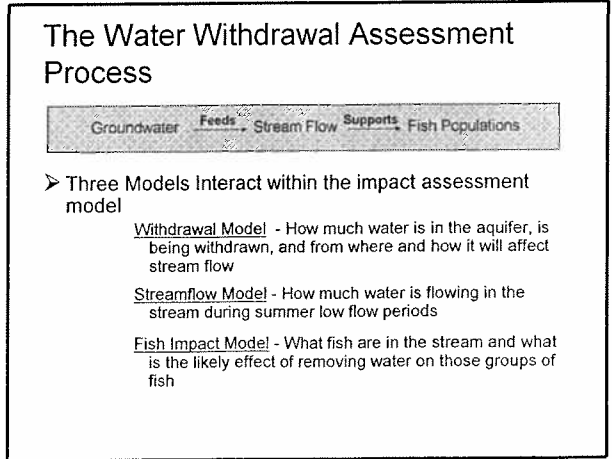 The Water Withdrawal Assessment
Process
Groundwater Feeds Stream Flow Supports Fish Populations
➢ Three Models Interact within the impact assessment
model
Withdrawal Model - How much water is in the aquifer, is
being withdrawn, and from where and how it will affect
stream flow
Streamflow Model - How much water is flowing in the
stream during summer low flow periods
Fish Impact Model - What fish are in the stream and what
is the likely effect of removing water on those groups of
fish